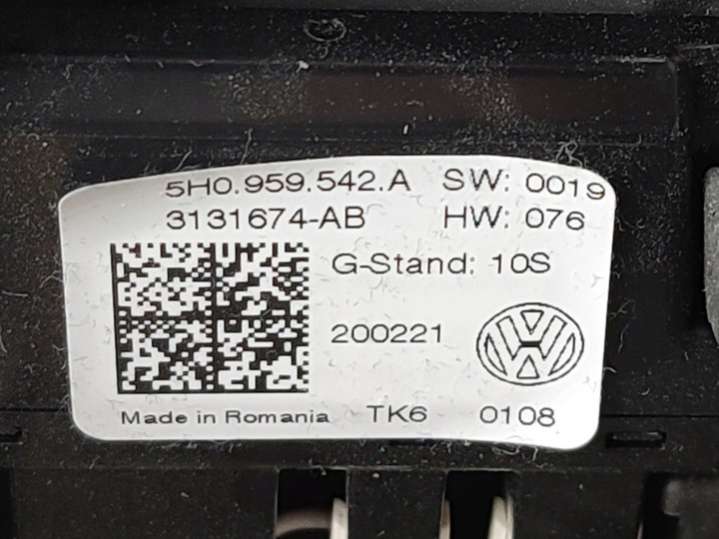 5H0.959.542.A SW: 0019
3131674-AB HW: 076
G-Stand: 10S
200221
Made in Romania TK6 0108